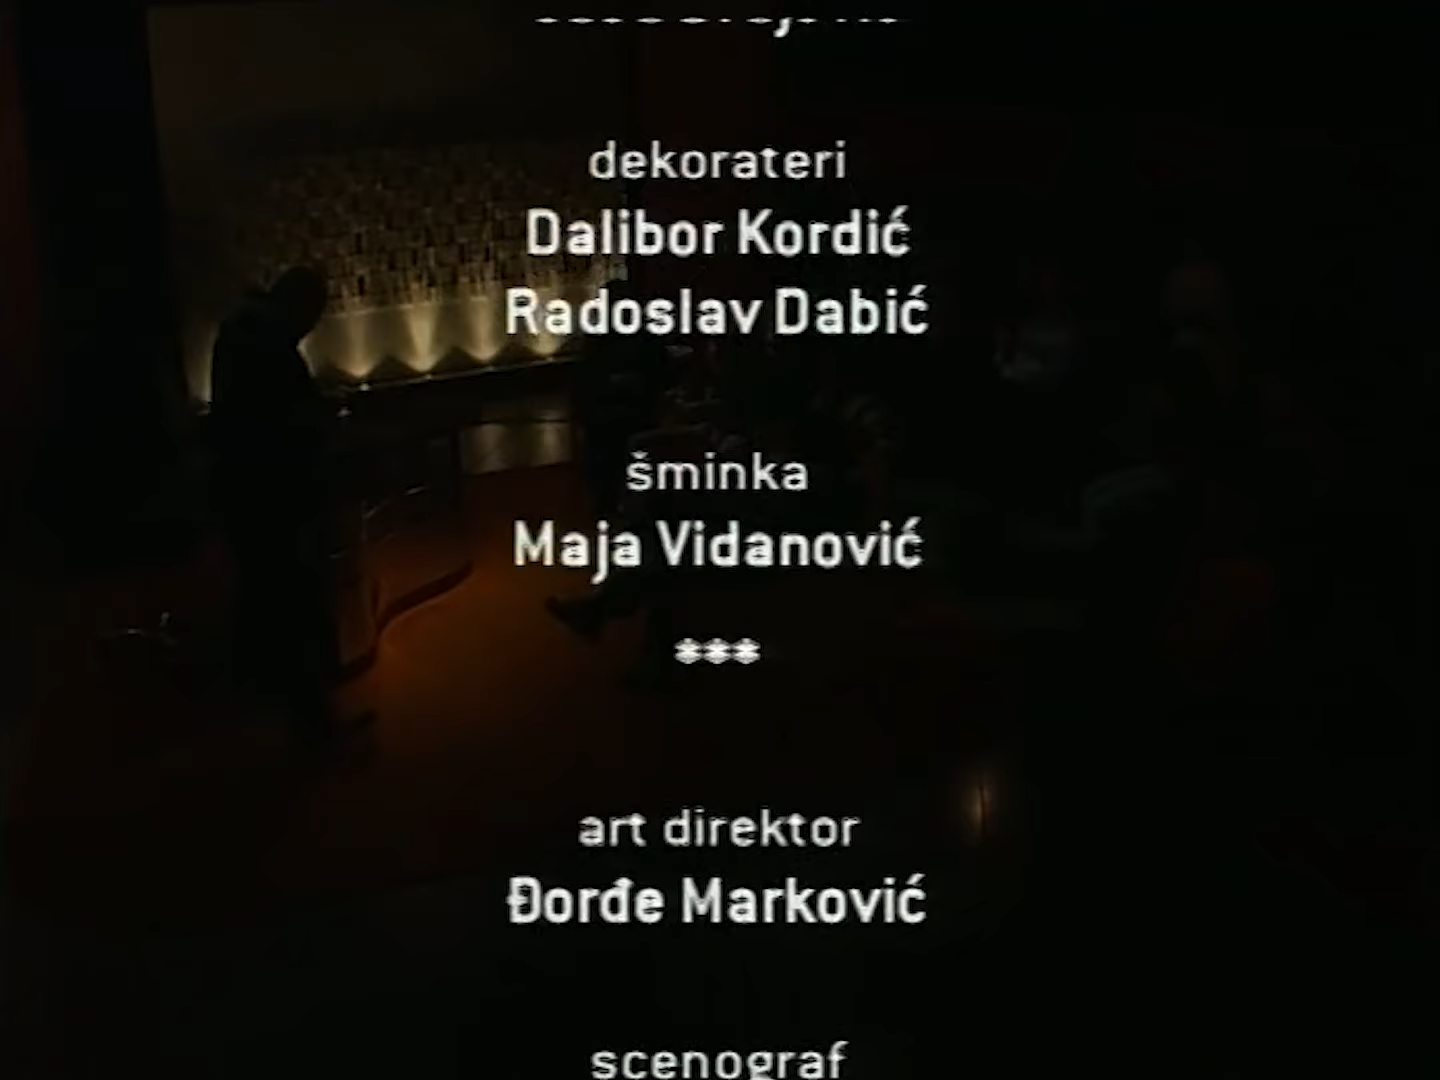 dekorateri
Dalibor Kordić
Radoslav Dabić
šminka
Maja Vidanović
***
art direktor
Đorđe Marković
scenograf